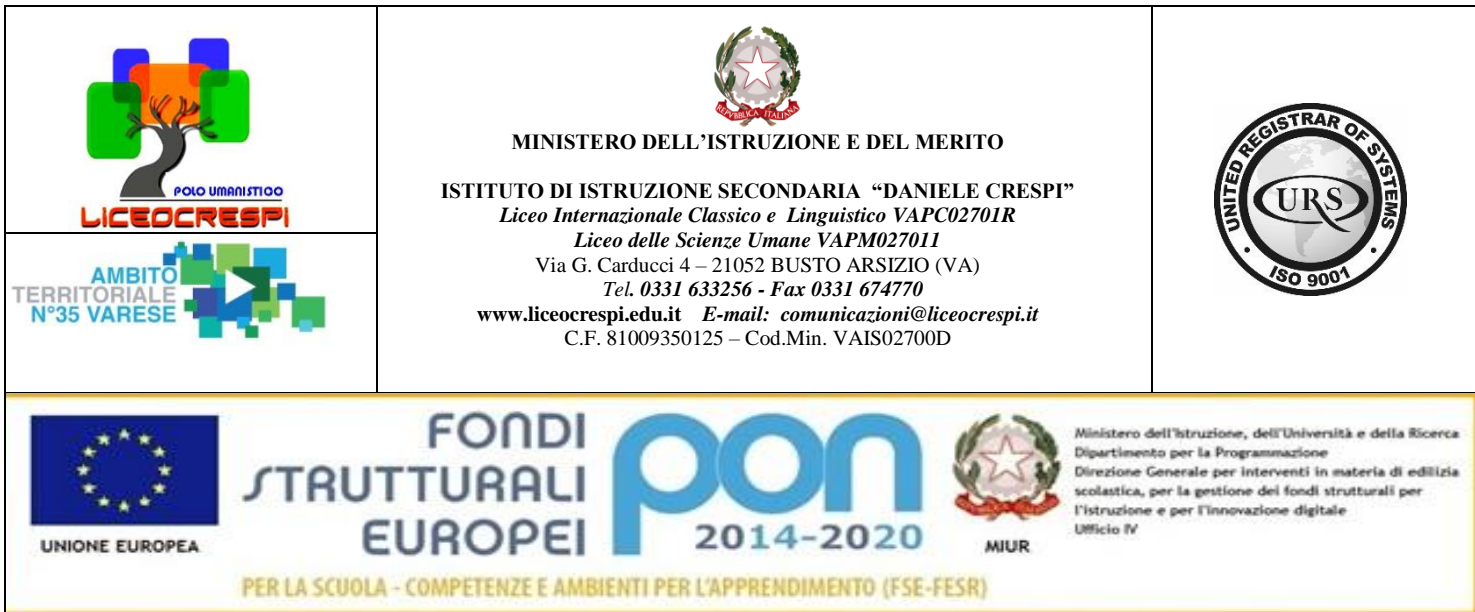 POLO UMANISTICO
LICEOCRESPI
AMBITO
TERRITORIALE
N°35 VARESE
REPVBBLICA ITALIANA
MINISTERO DELL’ISTRUZIONE E DEL MERITO
ISTITUTO DI ISTRUZIONE SECONDARIA “DANIELE CRESPI”
Liceo Internazionale Classico e Linguistico VAPC02701R
Liceo delle Scienze Umane VAPM027011
Via G. Carducci 4 – 21052 BUSTO ARSIZIO (VA)
Tel. 0331 633256 - Fax 0331 674770
www.liceocrespi.edu.it E-mail: comunicazioni@liceocrespi.it
C.F. 81009350125 – Cod.Min. VAIS02700D
UNITED REGISTRAR OF SYSTEMS
URS
ISO 9001
UNIONE EUROPEA
FONDI
STRUTTURALI
EUROPEI
pon
2014-2020
MIUR
Ministero dell'Istruzione, dell'Università e della Ricerca
Dipartimento per la Programmazione
Direzione Generale per interventi in materia di edilizia
scolastica, per la gestione dei fondi strutturali per
l'istruzione e per l'innovazione digitale
Ufficio IV
PER LA SCUOLA - COMPETENZE E AMBIENTI PER L'APPRENDIMENTO (FSE-FESR)